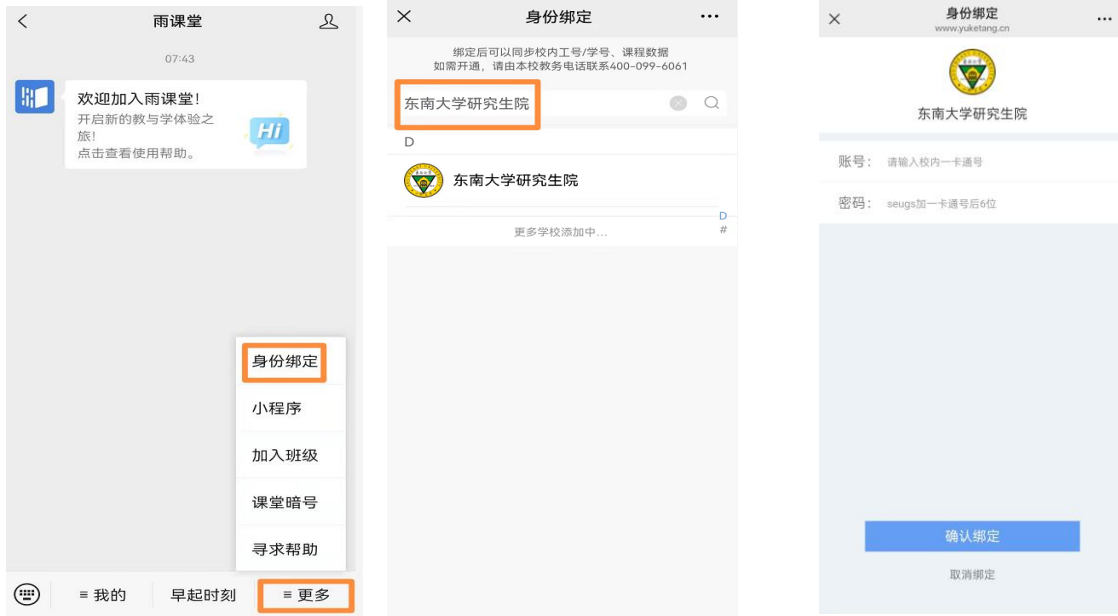 雨课堂
07:43
欢迎加入雨课堂!
开启新的教与学体验之
旅!
点击查看使用帮助。
Hi
身份绑定
小程序
加入班级
课堂暗号
寻求帮助
≡ 我的
早起时刻
≡ 更多
身份绑定
绑定后可以同步校内工号/学号、课程数据
如需开通，请由本校教务电话联系400-099-6061
东南大学研究生院
D
东南大学研究生院
D
#
更多学校添加中...
身份绑定
www.yuketang.cn
东南大学研究生院
账号： 请输入校内一卡通号
密码： seugs加一卡通号后6位
确认绑定
取消绑定